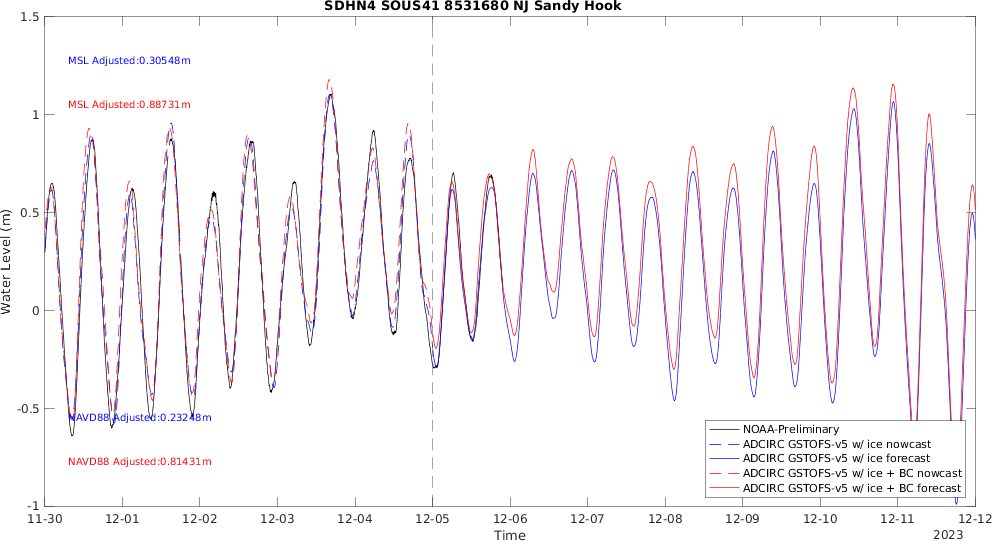 SDHN4 SOUS41 8531680 NJ Sandy Hook
1.5
1
0.5
0
-0.5
-1
Water Level (m)
MSL Adjusted:0.30548m
MSL Adjusted:0.88731m
NAVD88 Adjusted:0.23248m
NAVD88 Adjusted:0.81431m
NOAA-Preliminary
ADCIRC GSTOFS-v5 w/ ice nowcast
ADCIRC GSTOFS-v5 w/ ice forecast
ADCIRC GSTOFS-v5 w/ ice + BC nowcast
ADCIRC GSTOFS-v5 w/ ice + BC forecast
11-30 12-01 12-02 12-03 12-04 12-05 12-06 12-07 12-08 12-09 12-10 12-11 12-12
Time
2023